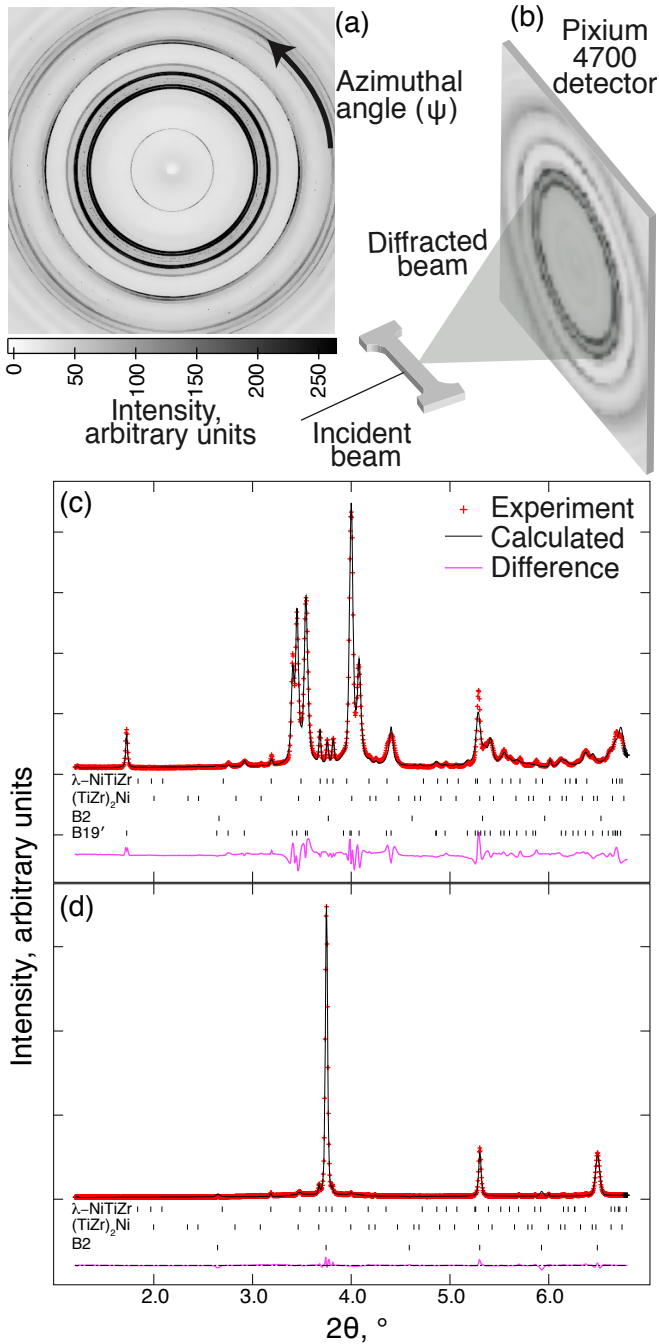 (a)
Azimuthal
angle (ψ)
(b)
Pixium
4700
detector
Diffracted
beam
0
50
100
150
200
250
Intensity,
arbitrary units
Incident
beam
(c)
Experiment
Calculated
Difference
λ–NiTiZr
(TiZr)₂Ni
B2
B19′
(d)
λ–NiTiZr
(TiZr)₂Ni
B2
Intensity, arbitrary units
2.0 3.0 4.0 5.0 6.0
2θ, °